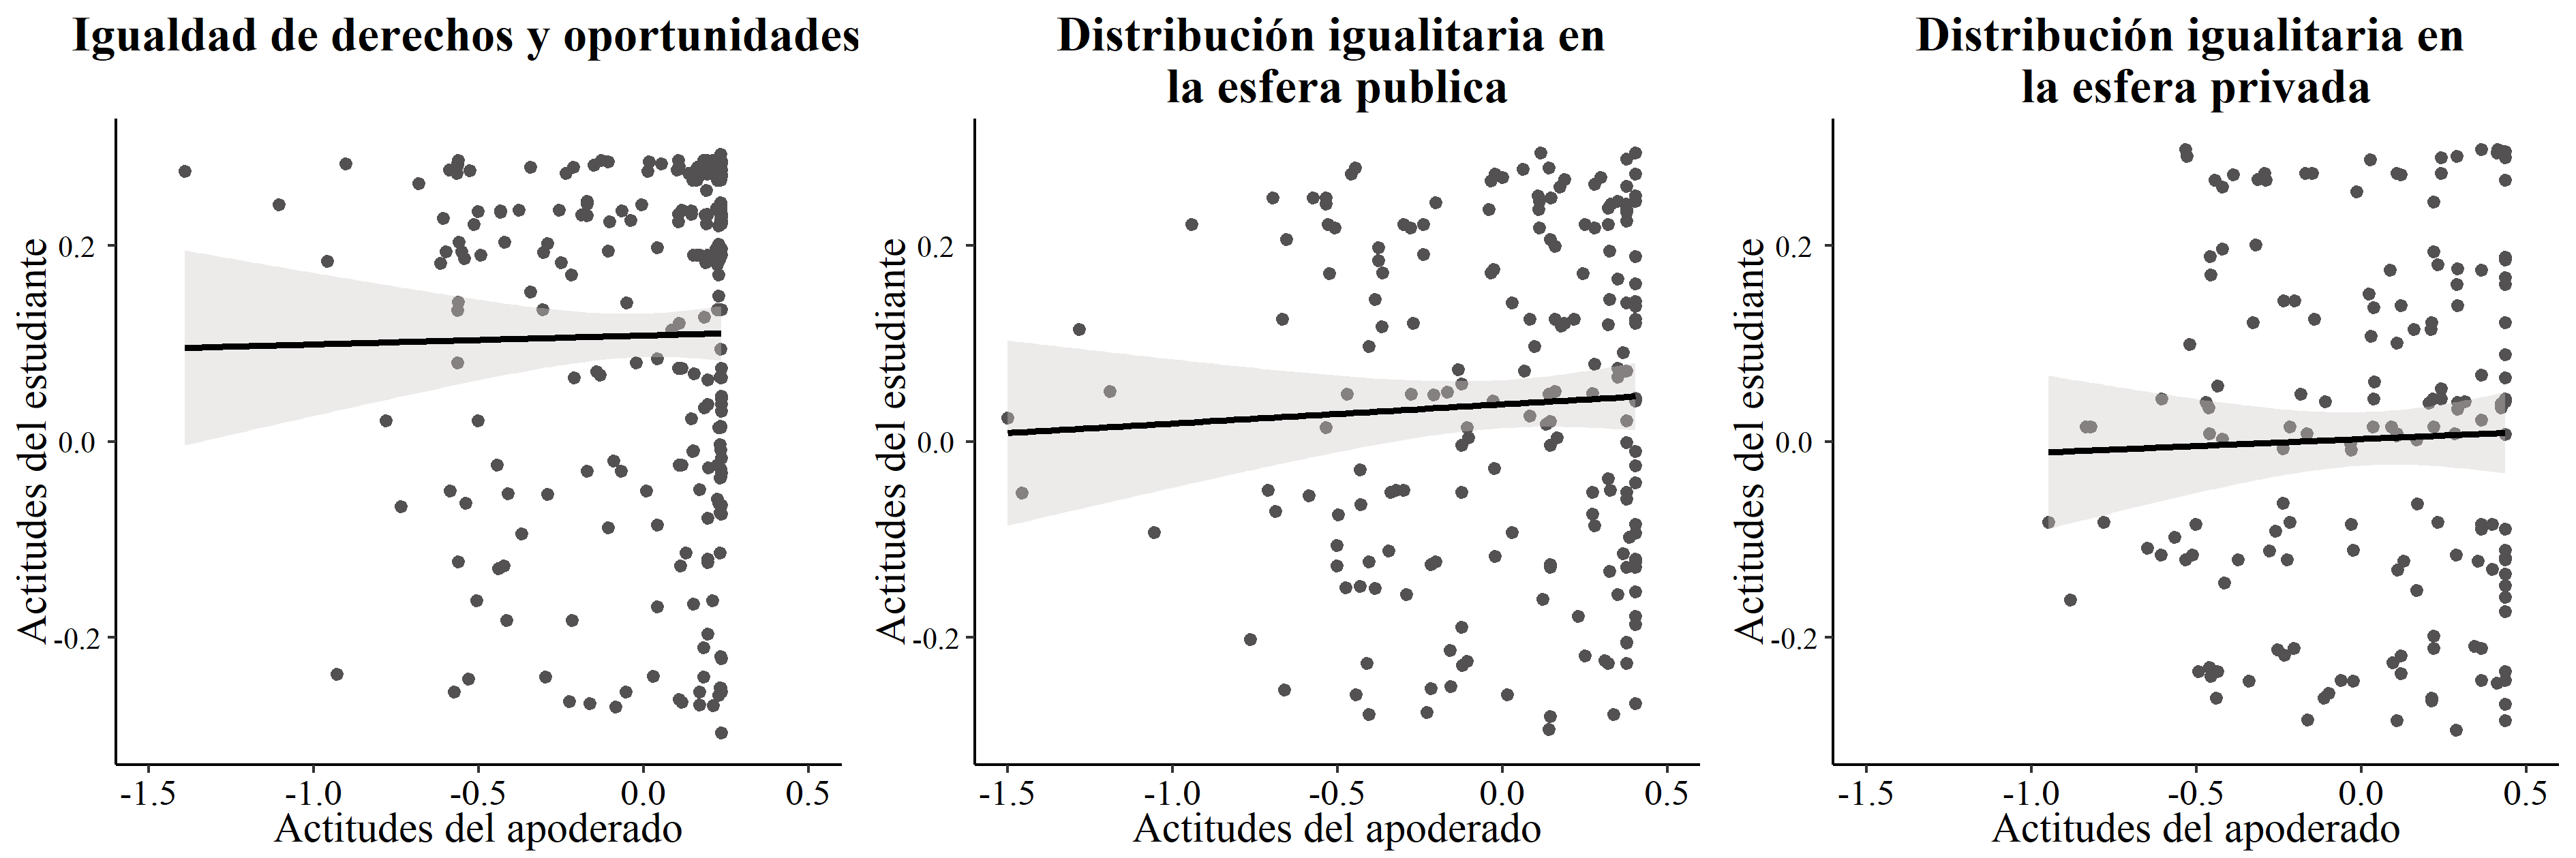 Igualdad de derechos y oportunidades
Actitudes del estudiante
0.2
0.0
-0.2
-1.5 -1.0 -0.5 0.0 0.5
Actitudes del apoderado
Distribución igualitaria en
la esfera publica
Actitudes del estudiante
0.2
0.0
-0.2
-1.5 -1.0 -0.5 0.0 0.5
Actitudes del apoderado
Distribución igualitaria en
la esfera privada
Actitudes del estudiante
0.2
0.0
-0.2
-1.5 -1.0 -0.5 0.0 0.5
Actitudes del apoderado